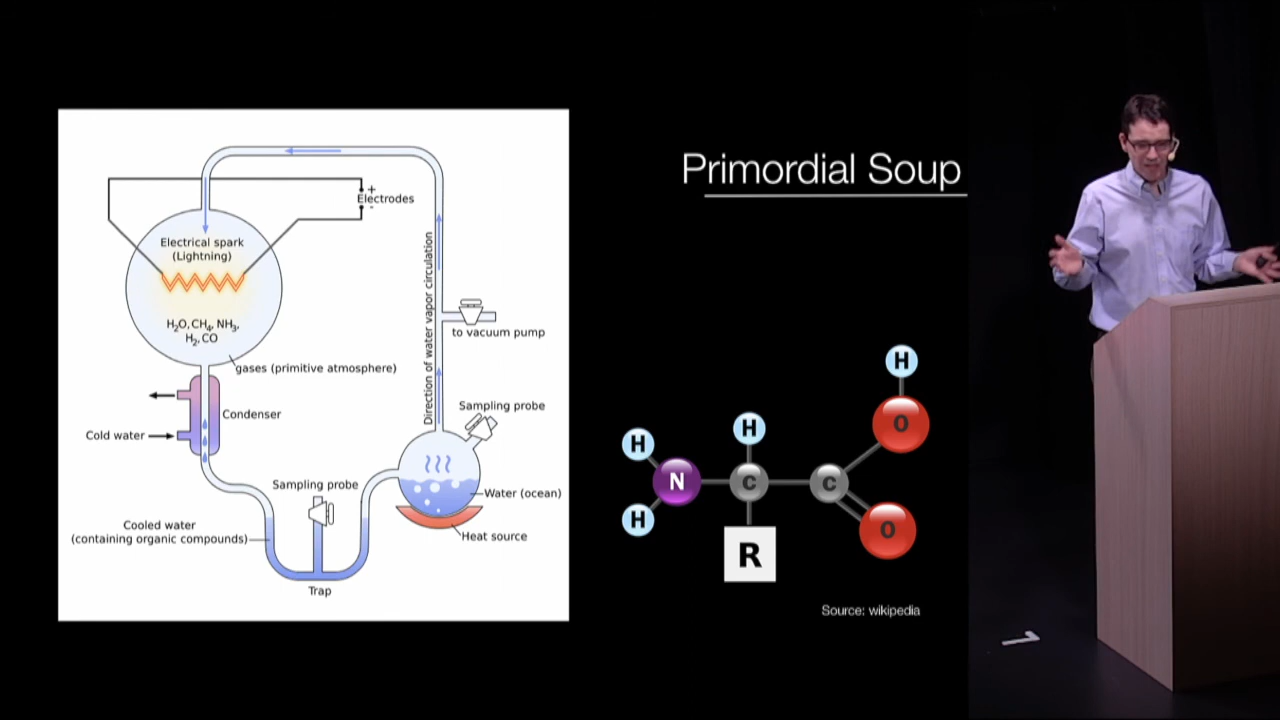 Primordial Soup
+
Electrodes
-
Electrical spark
(Lightning)
H₂O, CH₄, NH₃,
H₂, CO
Direction of water vapor circulation
to vacuum pump
gases (primitive atmosphere)
Condenser
Cold water
Sampling probe
Sampling probe
Water (ocean)
Heat source
Cooled water
(containing organic compounds)
Trap
H
O
H
H
N
C
C
H
O
R
Source: wikipedia